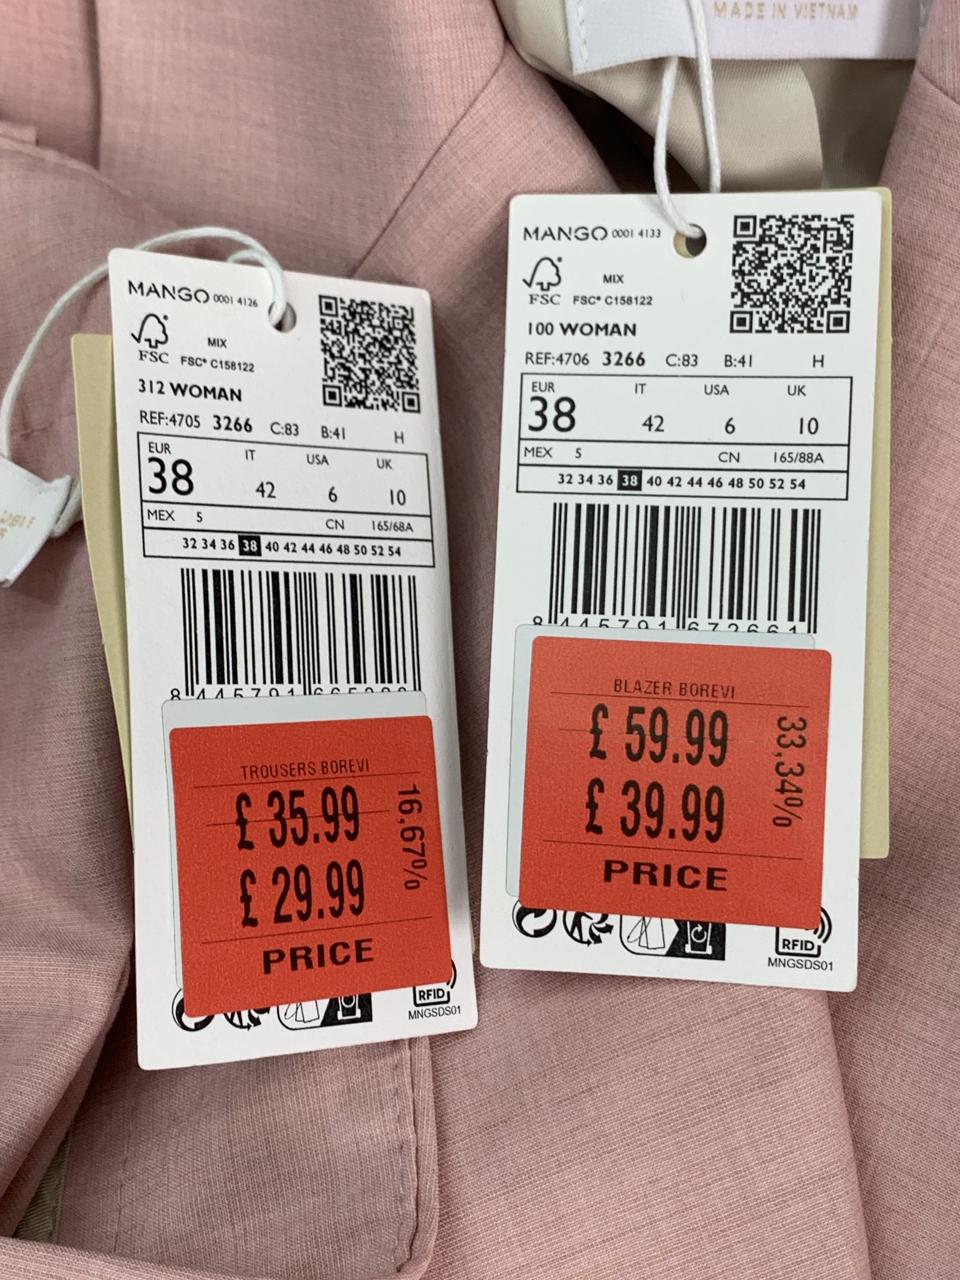 MADE IN VIETNAM
MANGO 0001 4126
MIX
FSC FSC® C158122
312 WOMAN
REF:4705 3266 C:83 B:41 H
EUR IT USA UK
38 42 6 10
MEX 5 CN 165/68A
32 34 36 38 40 42 44 46 48 50 52 54
8 445791
TROUSERS BOREVI
£ 35.99
£ 29.99
16,67%
PRICE
RFID
MNGSDS01
MANGO 0001 4133
MIX
FSC FSC® C158122
100 WOMAN
REF:4706 3266 C:83 B:41 H
EUR IT USA UK
38 42 6 10
MEX 5 CN 165/88A
32 34 36 38 40 42 44 46 48 50 52 54
8 445791 672661
BLAZER BOREVI
£ 59.99
£ 39.99
33,34%
PRICE
RFID
MNGSDS01